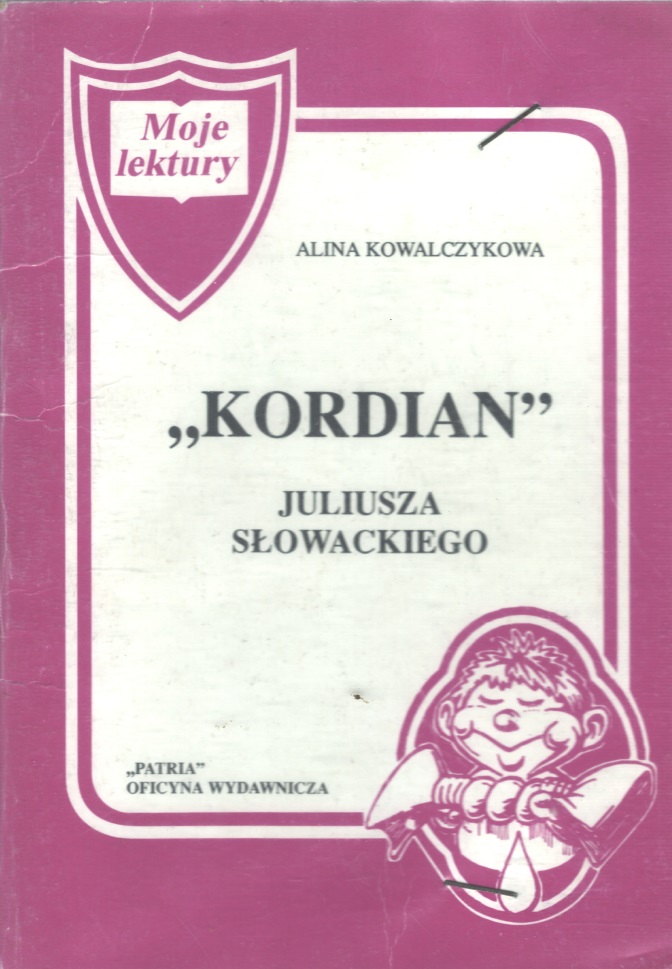 Moje
lektury
ALINA KOWALCZYKOWA
„KORDIAN”
JULIUSZA
SŁOWACKIEGO
„PATRIA”
OFICYNA WYDAWNICZA